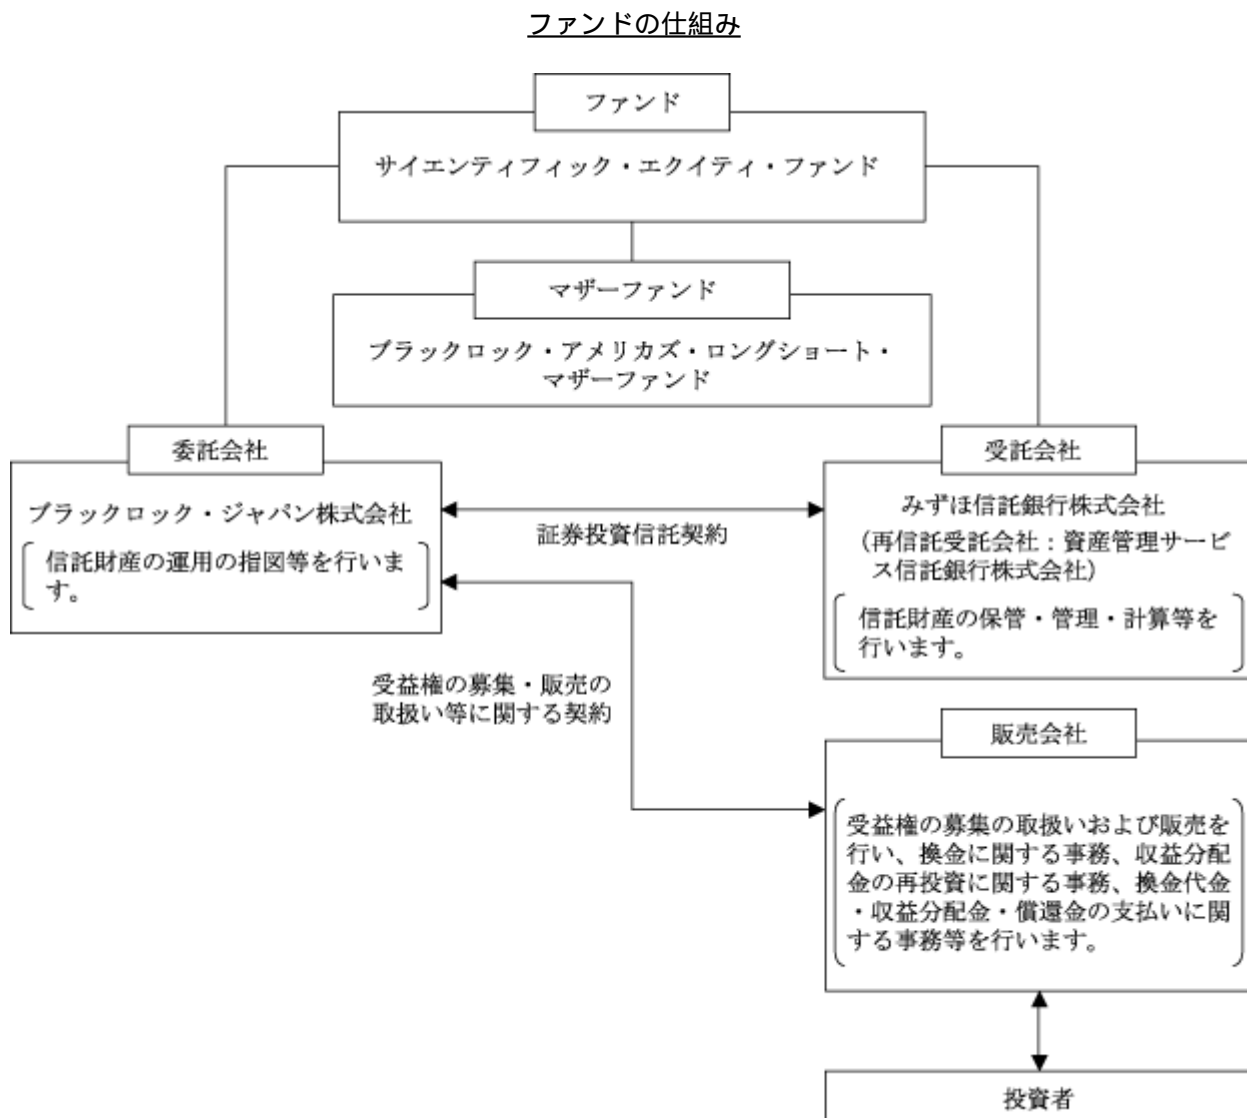 ファンドの仕組み
ファンド
サイエンティフィック・エクイティ・ファンド
マザーファンド
ブラックロック・アメリカズ・ロングショート・
マザーファンド
委託会社
ブラックロック・ジャパン株式会社
信託財産の運用の指図等を行いま
す。
証券投資信託契約
受託会社
みずほ信託銀行株式会社
(再信託受託会社:資産管理サービ
ス信託銀行株式会社)
信託財産の保管・管理・計算等を
行います。
受益権の募集・販売の
取扱い等に関する契約
販売会社
受益権の募集の取扱いおよび販売を
行い、換金に関する事務、収益分配
金の再投資に関する事務、換金代金
・収益分配金・償還金の支払いに関
する事務等を行います。
投資者